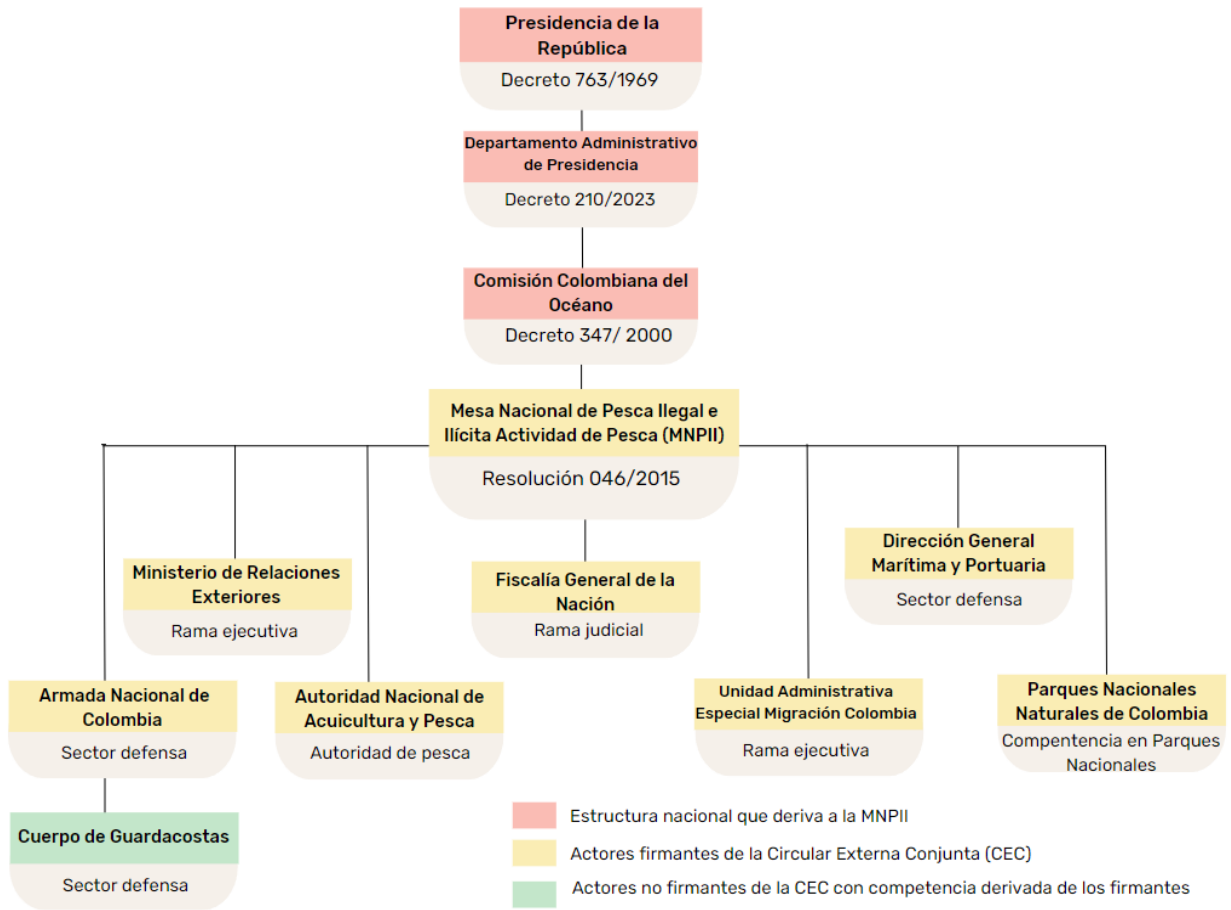 Presidencia de la
República
Decreto 763/1969
Departamento Administrativo
de Presidencia
Decreto 210/2023
Comisión Colombiana del
Océano
Decreto 347/ 2000
Mesa Nacional de Pesca Ilegal e
Ilícita Actividad de Pesca (MNPII)
Resolución 046/2015
Ministerio de Relaciones
Exteriores
Rama ejecutiva
Fiscalía General de la
Nación
Rama judicial
Dirección General
Marítima y Portuaria
Sector defensa
Armada Nacional de
Colombia
Sector defensa
Autoridad Nacional de
Acuicultura y Pesca
Autoridad de pesca
Unidad Administrativa
Especial Migración Colombia
Rama ejecutiva
Parques Nacionales
Naturales de Colombia
Compentencia en Parques
Nacionales
Cuerpo de Guardacostas
Sector defensa
Estructura nacional que deriva a la MNPII
Actores firmantes de la Circular Externa Conjunta (CEC)
Actores no firmantes de la CEC con competencia derivada de los firmantes